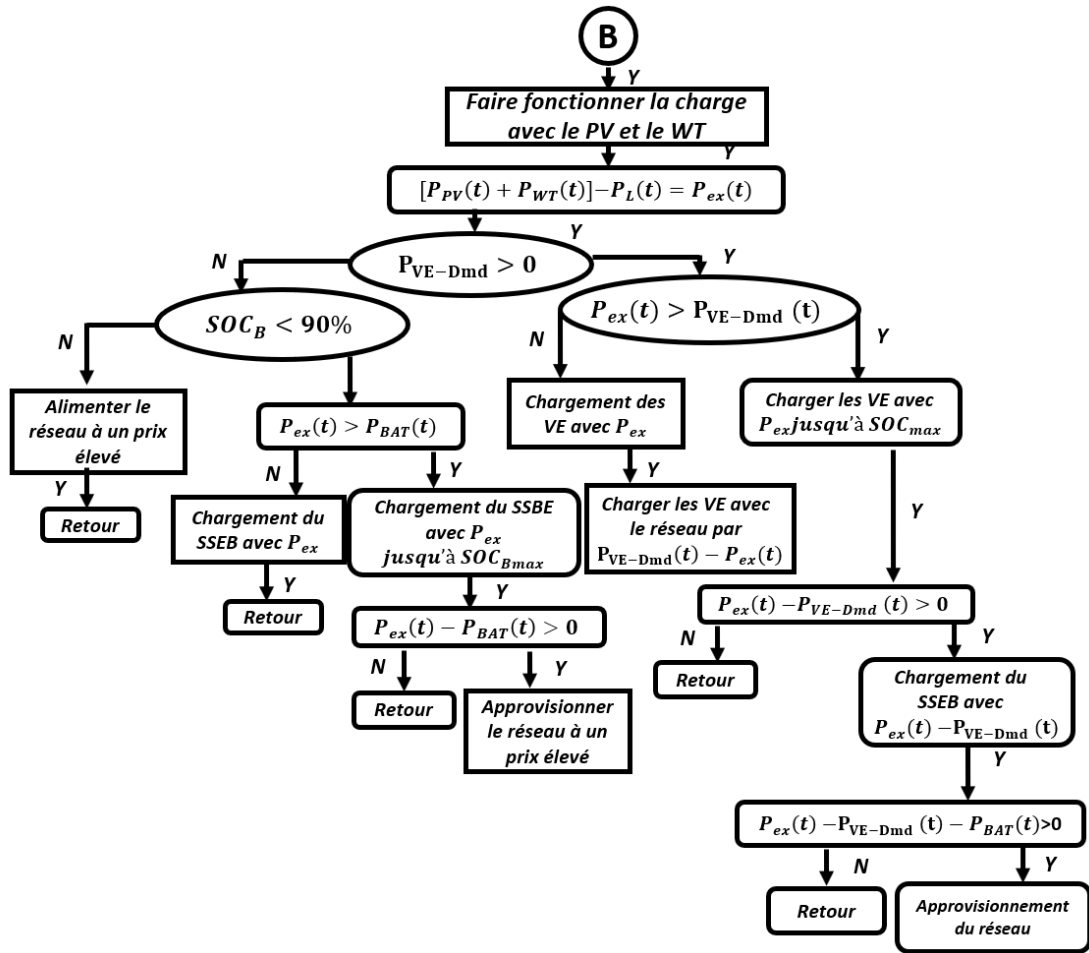 B
Y
Faire fonctionner la charge
avec le PV et le WT
Y
[P_PV(t) + P_WT(t)]−P_L(t) = P_ex(t)
Y
N
P_VE−Dmd > 0
Y
SOC_B < 90%
P_ex(t) > P_VE−Dmd (t)
N
N
Y
Alimenter le
réseau à un prix
élevé
P_ex(t) > P_BAT(t)
Chargement des
VE avec P_ex
Charger les VE avec
P_ex jusqu'à SOC_max
Y
N
Y
Y
Retour
Chargement du
SSEB avec P_ex
Chargement du SSBE
avec P_ex
jusqu'à SOC_Bmax
Charger les VE avec
le réseau par
P_VE−Dmd(t) − P_ex(t)
Y
Y
Y
Retour
P_ex(t) − P_BAT(t) > 0
P_ex(t) −P_VE−Dmd (t) > 0
N
Y
N
Y
Retour
Approvisionner
le réseau à un
prix élevé
Retour
Chargement du
SSEB avec
P_ex(t) −P_VE−Dmd (t)
Y
P_ex(t) −P_VE−Dmd (t) − P_BAT(t)>0
N
Y
Retour
Approvisionnement
du réseau